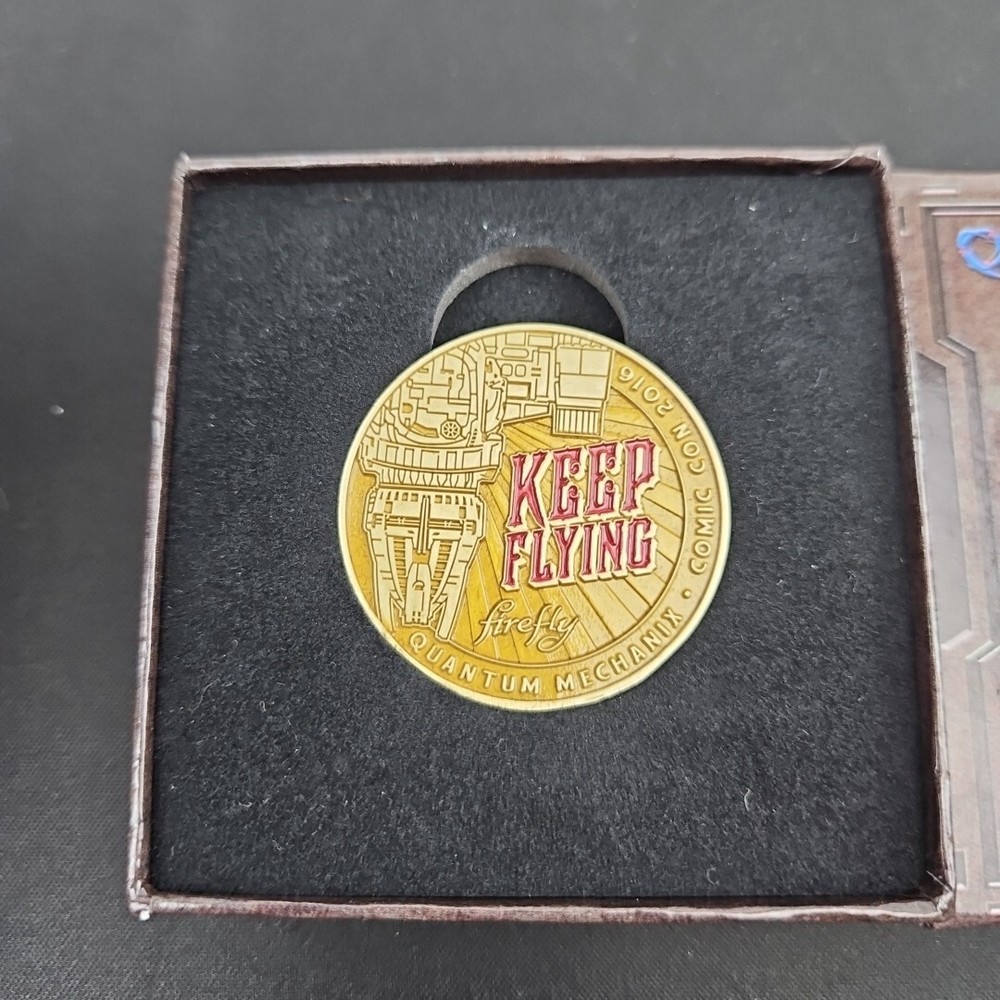 KEEP
FLYING
firefly
QUANTUM MECHANIX • COMIC CON 2016